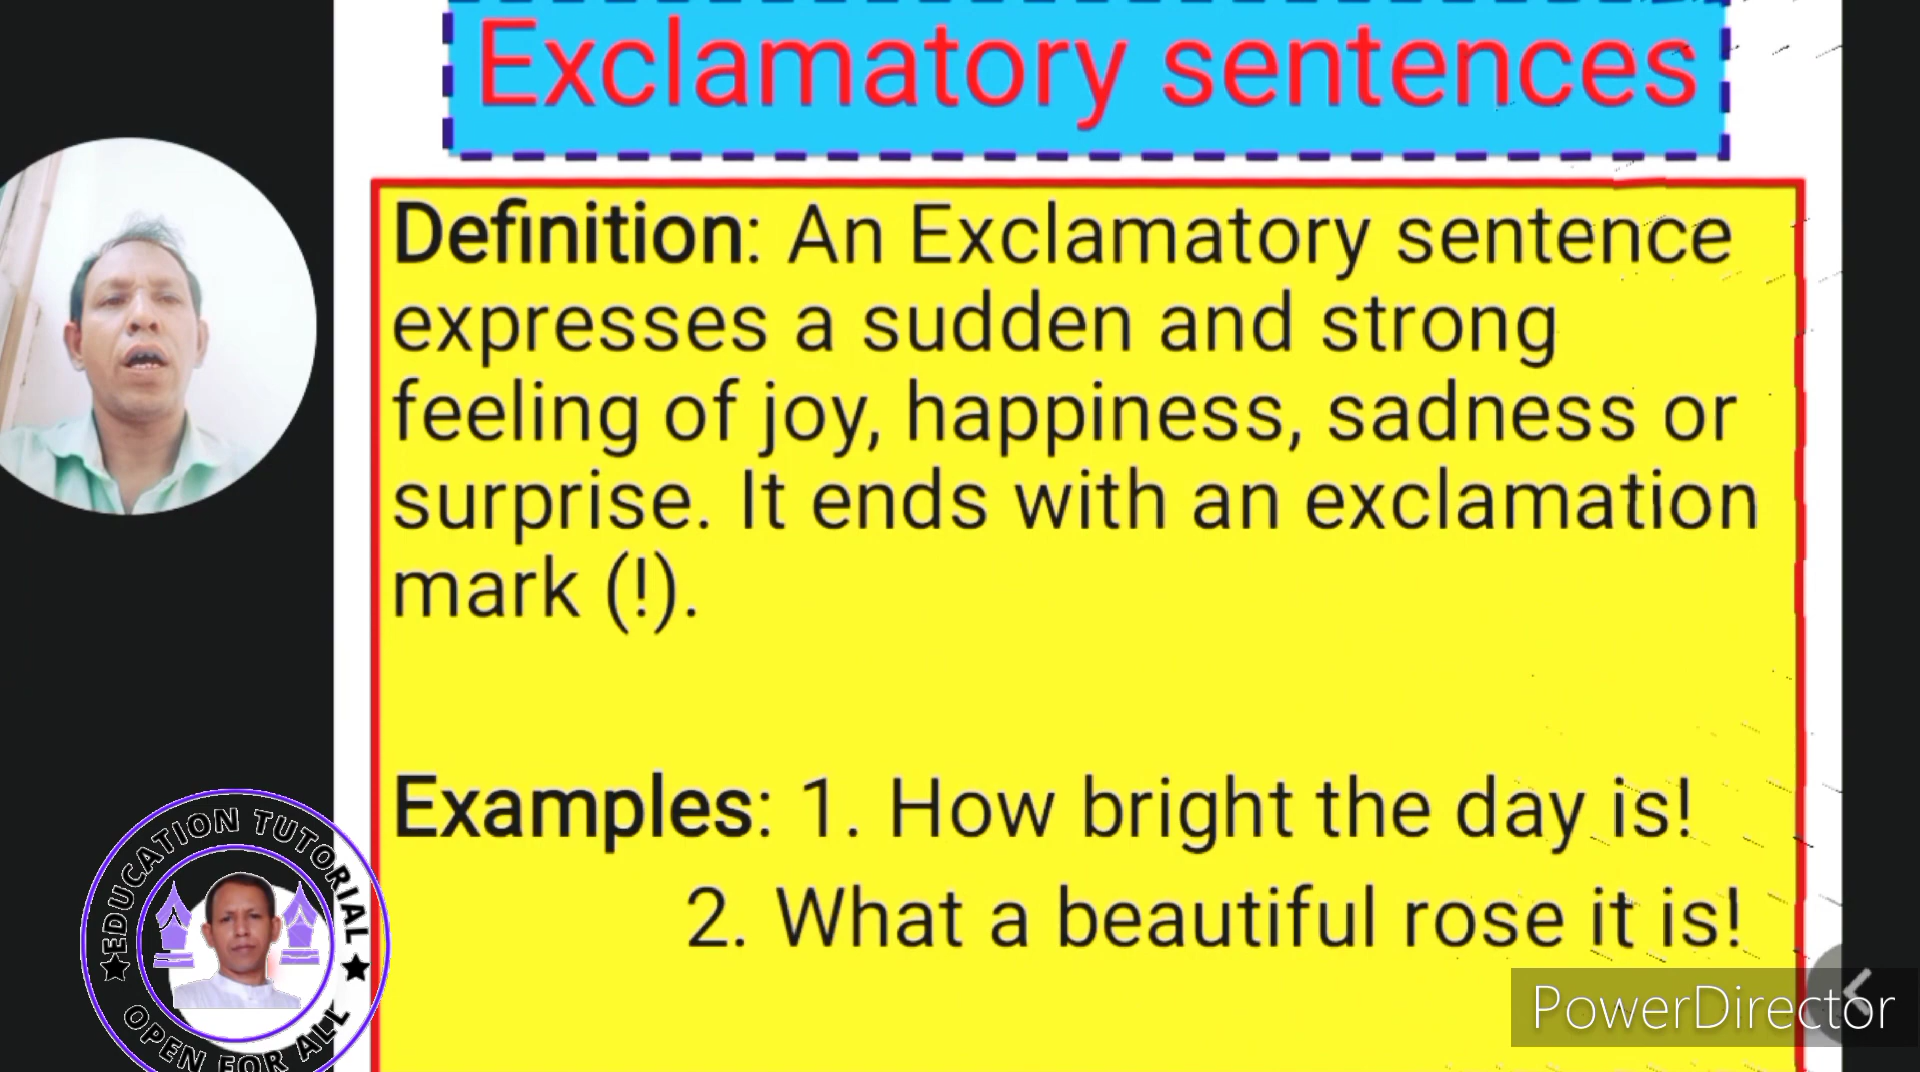 Exclamatory sentences
Definition: An Exclamatory sentence
expresses a sudden and strong
feeling of joy, happiness, sadness or
surprise. It ends with an exclamation
mark (!).
Examples: 1. How bright the day is!
2. What a beautiful rose it is!
EDUCATION TUTORIAL
OPEN FOR ALL
PowerDirector